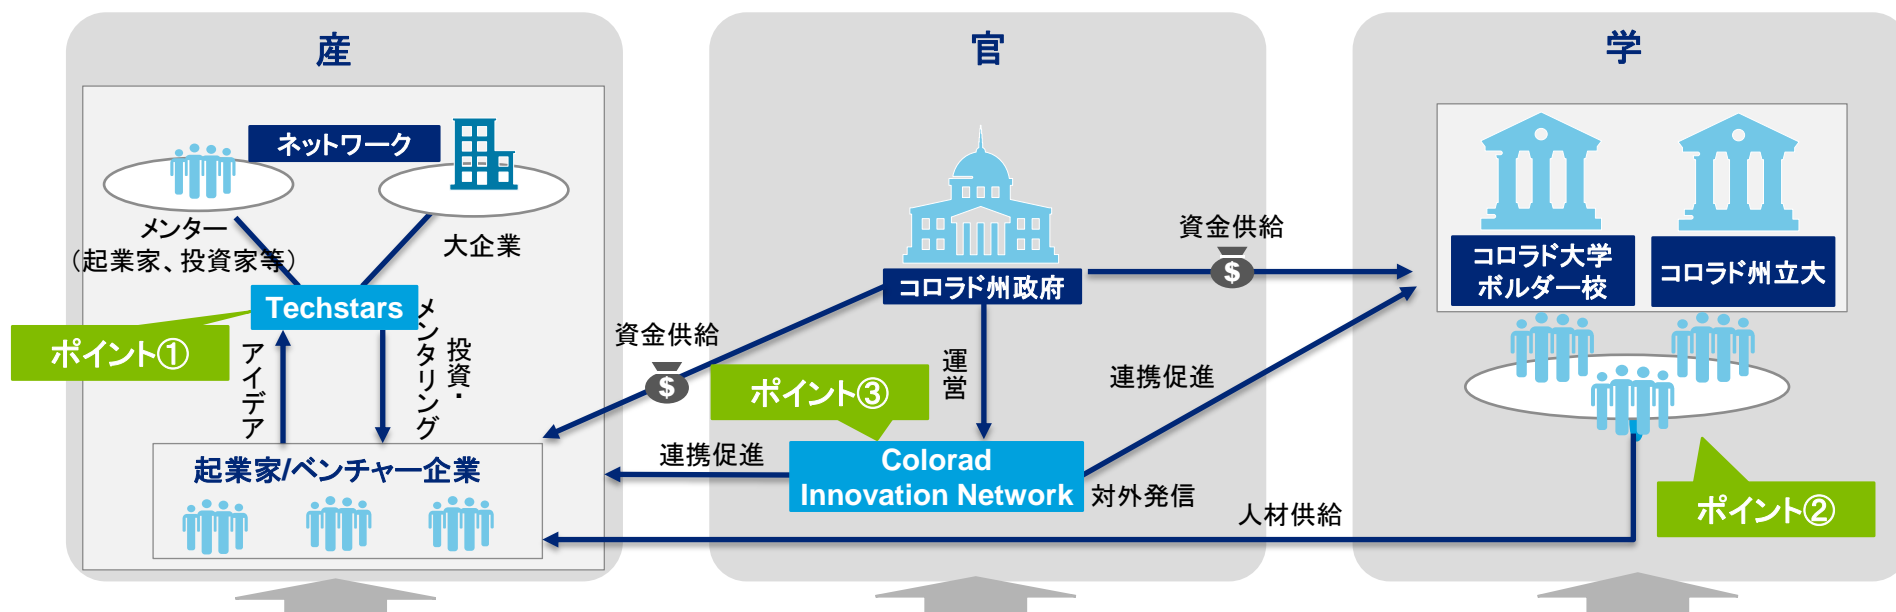 産
官
学
ネットワーク
メンター
（起業家、投資家等）
大企業
Techstars
ポイント①
アイデア
投資・
メンタリング
起業家/ベンチャー企業
資金供給
$
コロラド州政府
運営
ポイント③
連携促進
Colorad
Innovation Network
対外発信
資金供給
$
連携促進
人材供給
コロラド大学
ボルダー校
コロラド州立大
ポイント②